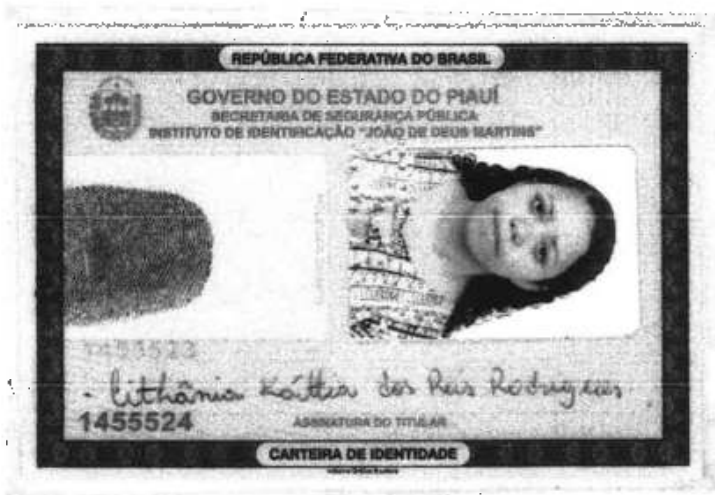 REPÚBLICA FEDERATIVA DO BRASIL
GOVERNO DO ESTADO DO PIAUÍ
SECRETARIA DE SEGURANÇA PÚBLICA
INSTITUTO DE IDENTIFICAÇÃO "JOÃO DE DEUS MARTINS"
Lithânia Káttia dos Reis Rodrigues
1455524
ASSINATURA DO TITULAR
CARTEIRA DE IDENTIDADE